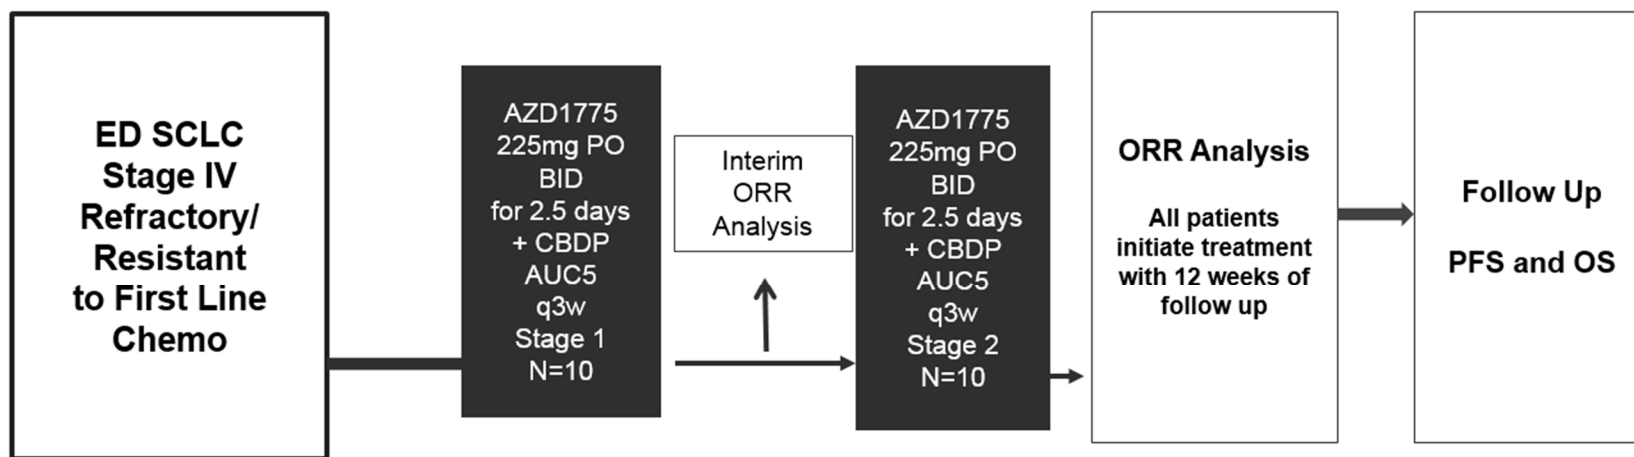 ED SCLC
Stage IV
Refractory/
Resistant
to First Line
Chemo
AZD1775
225mg PO
BID
for 2.5 days
+ CBDP
AUC5
q3w
Stage 1
N=10
Interim
ORR
Analysis
AZD1775
225mg PO
BID
for 2.5 days
+ CBDP
AUC5
q3w
Stage 2
N=10
ORR Analysis
All patients
initiate treatment
with 12 weeks of
follow up
Follow Up
PFS and OS